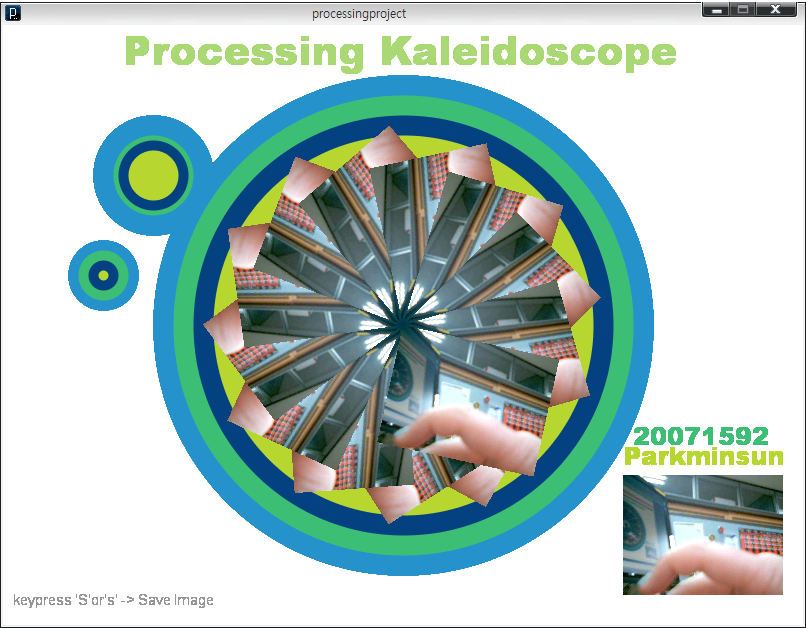 processingproject
Processing Kaleidoscope
20071592
Parkminsun
keypress 'S'or's' -> Save Image